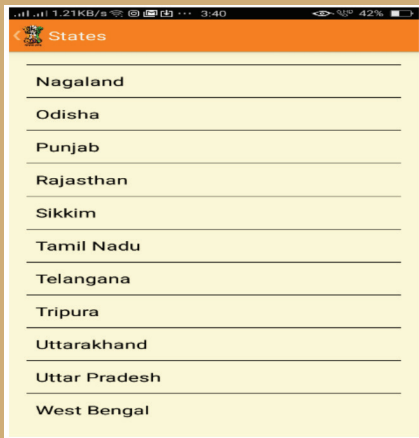 1.21KB/s ... 3:40 42%
States
Nagaland
Odisha
Punjab
Rajasthan
Sikkim
Tamil Nadu
Telangana
Tripura
Uttarakhand
Uttar Pradesh
West Bengal